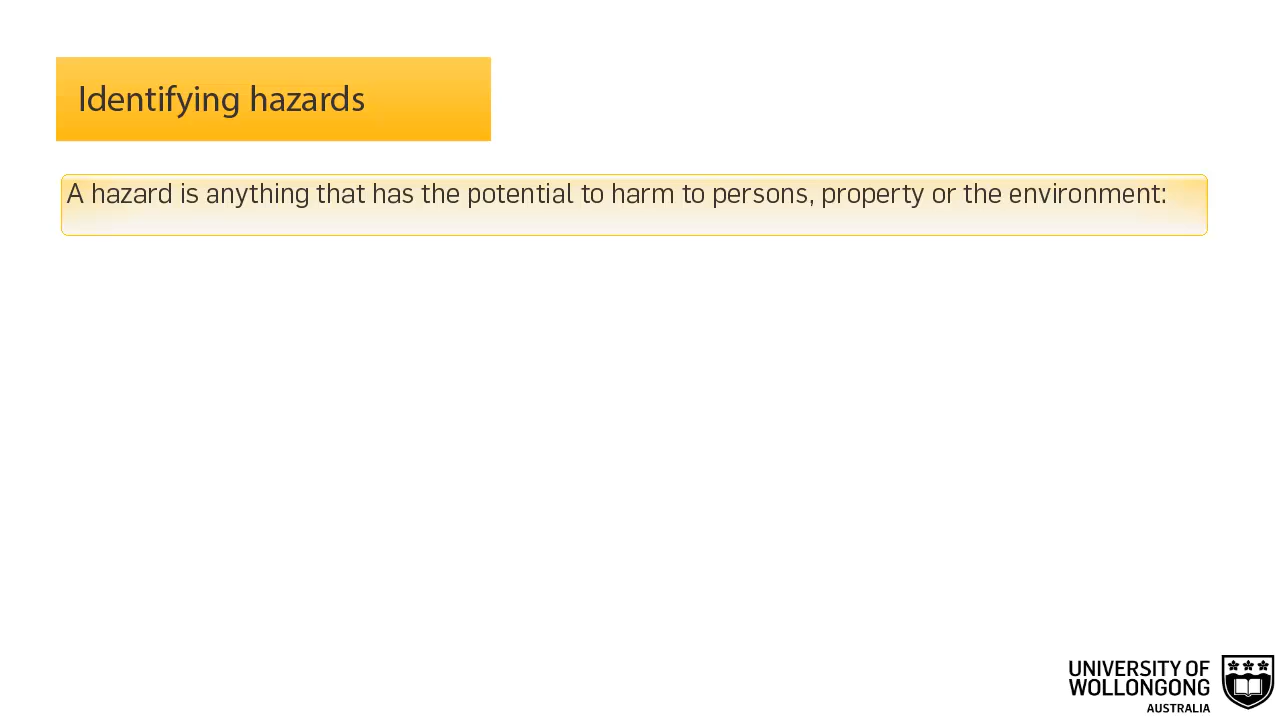 Identifying hazards
A hazard is anything that has the potential to harm to persons, property or the environment:
UNIVERSITY OF
WOLLONGONG
AUSTRALIA